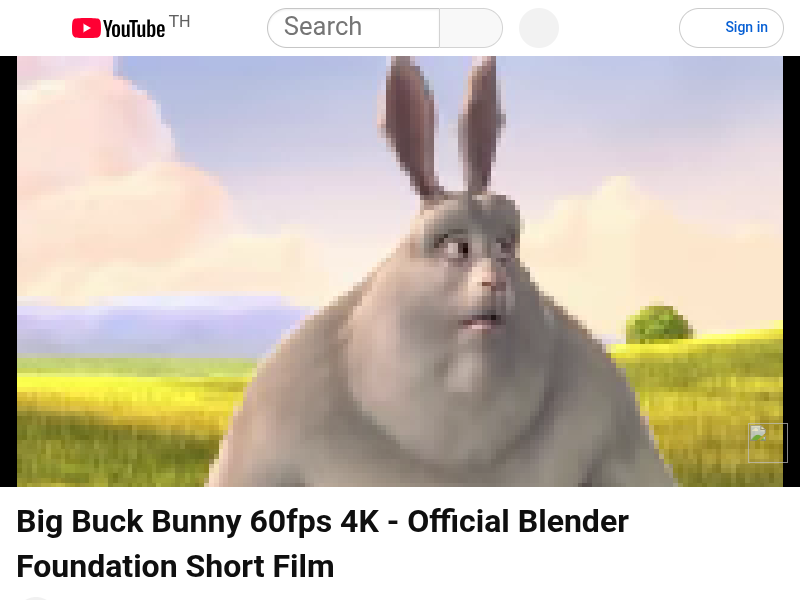 YouTube TH
Search
Sign in
Big Buck Bunny 60fps 4K - Official Blender
Foundation Short Film